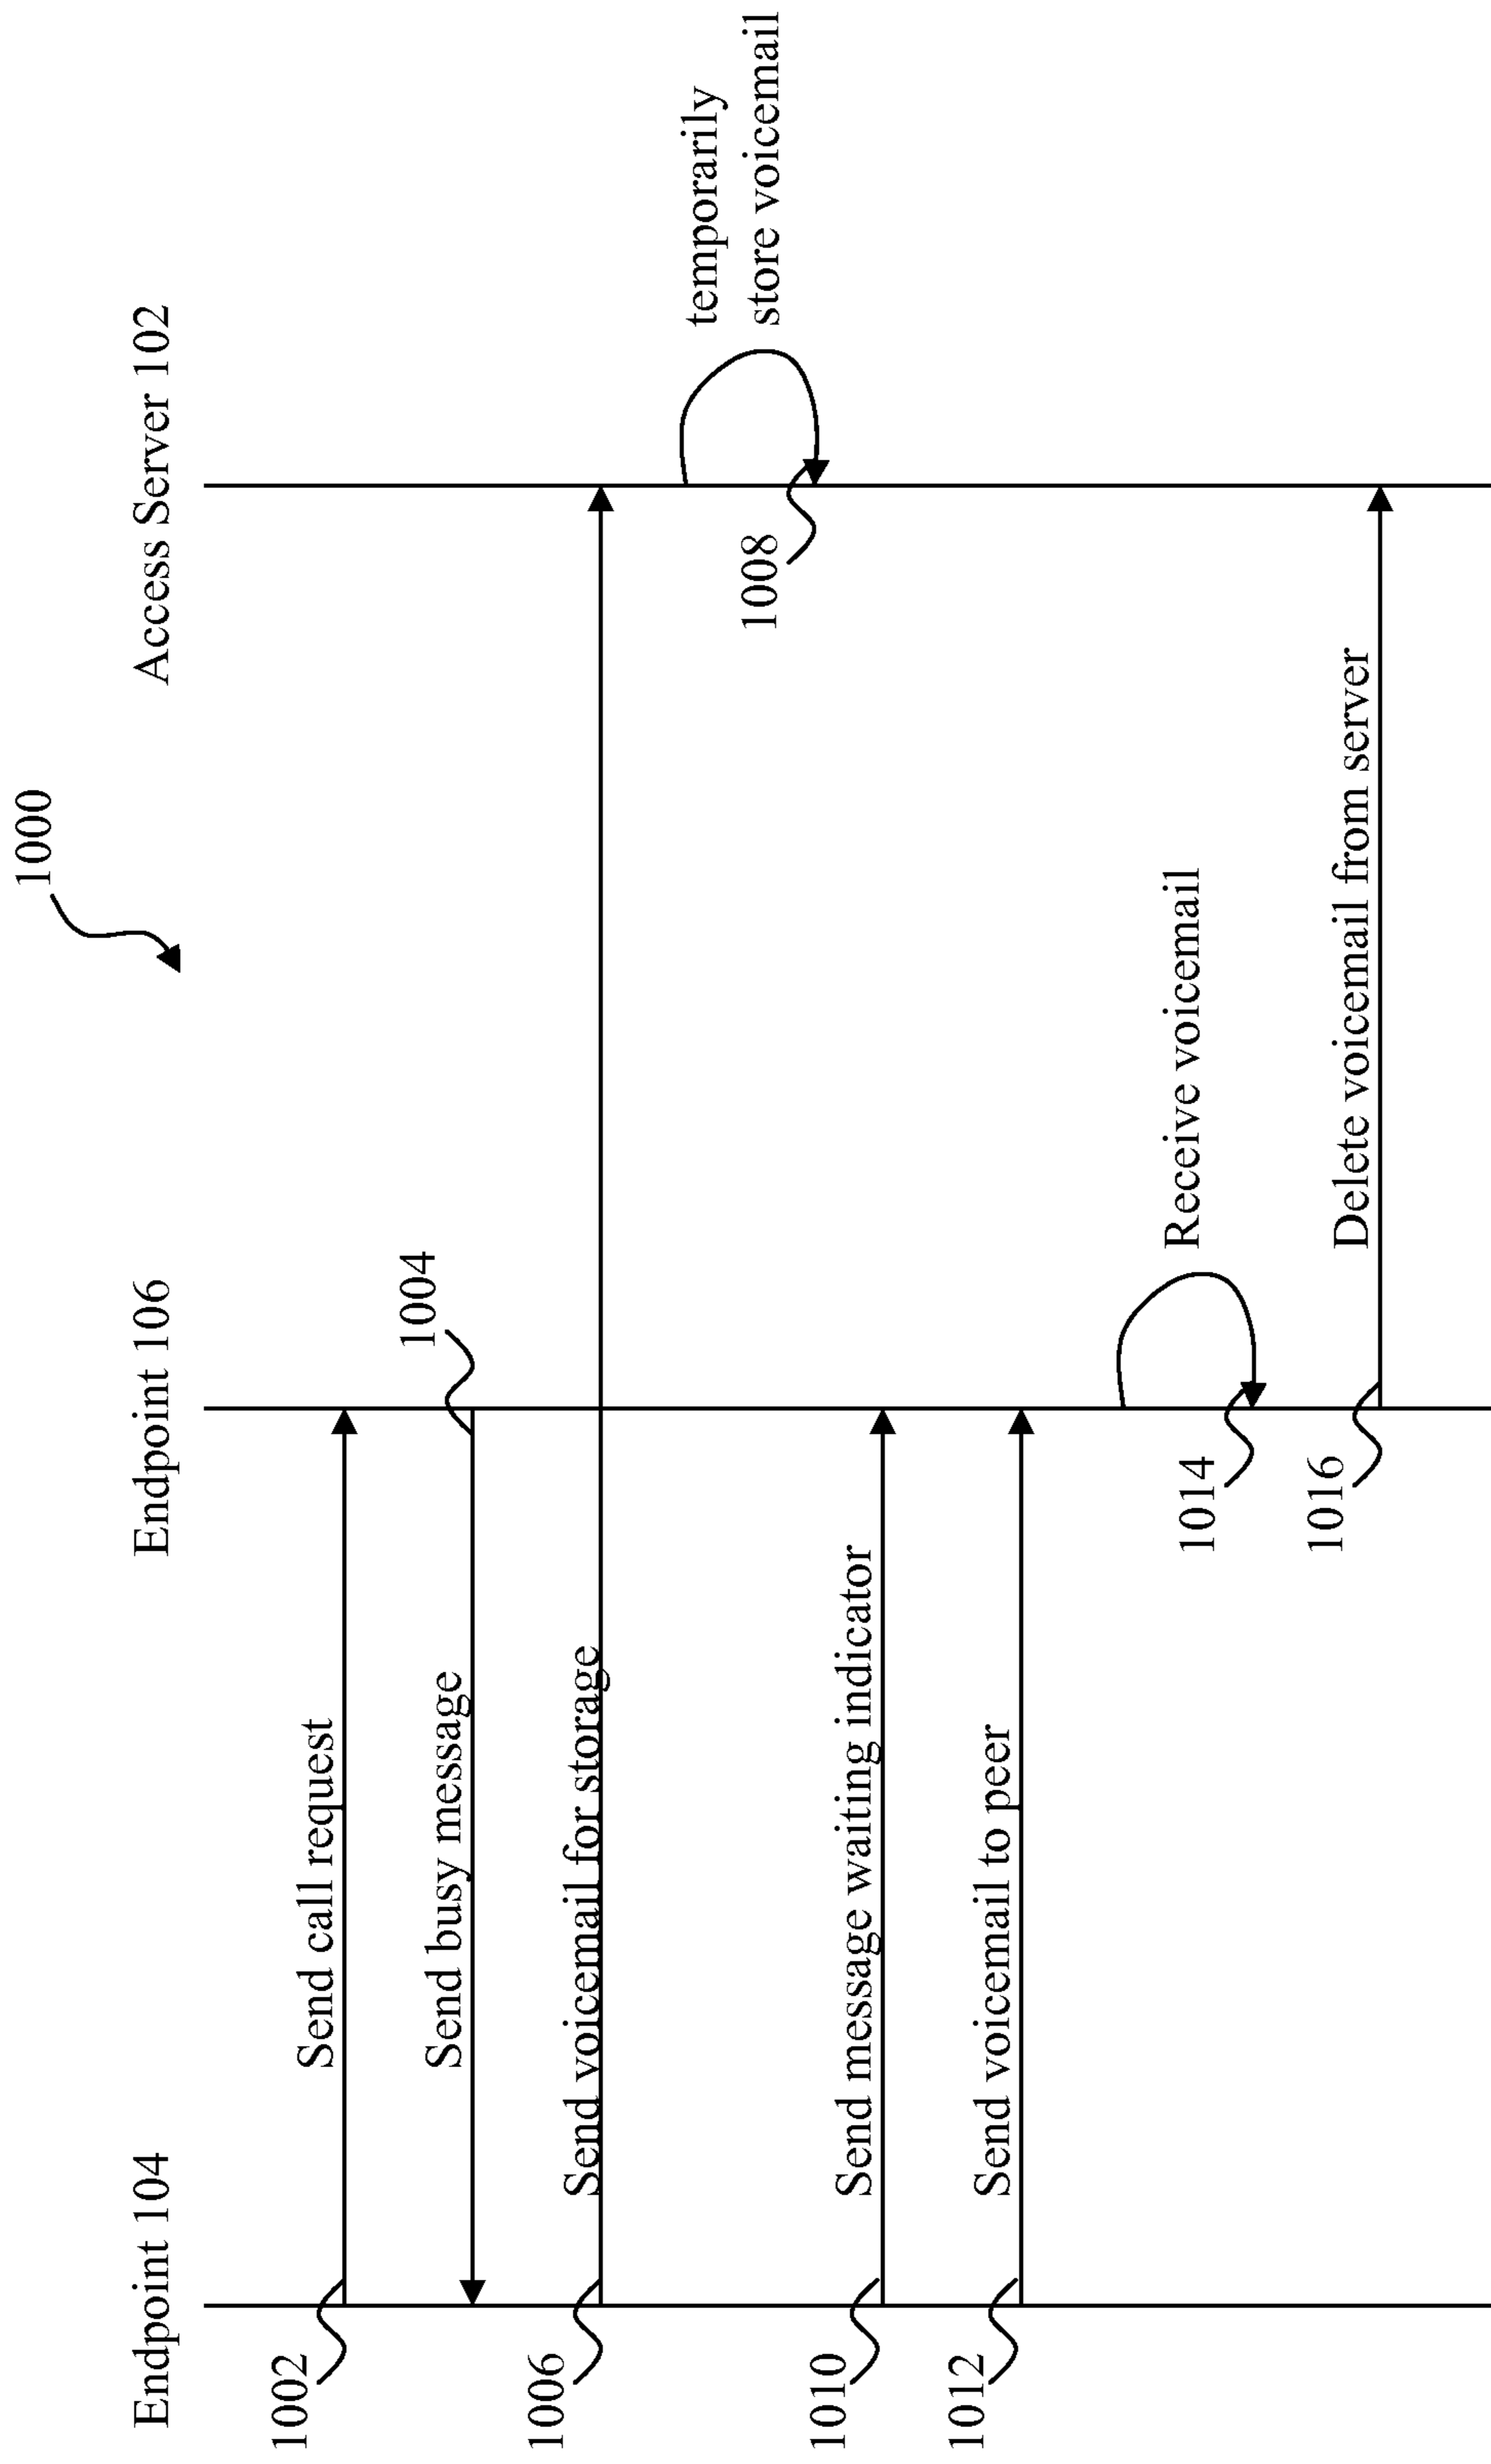 1000
Endpoint 104
Endpoint 106
Access Server 102
1002
Send call request
Send busy message
1004
1006
Send voicemail for storage
temporarily
store voicemail
1008
1010
Send message waiting indicator
1012
Send voicemail to peer
Receive voicemail
1014
Delete voicemail from server
1016